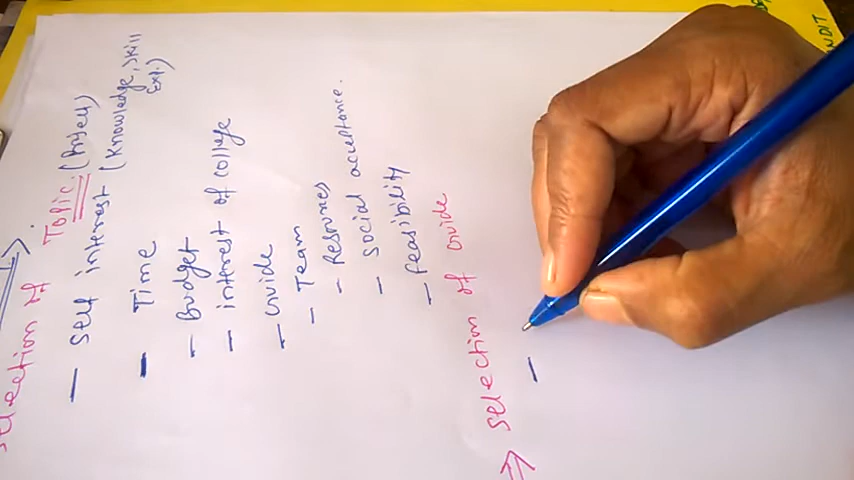 Selection of Topic (Project)
- Self interest (Knowledge, Skill Exp.)
- Time
- Budget
- interest of college
- Guide
- Team
- Resources
- Social acceptance.
- feasibility
⇒ Selection of Guide
-